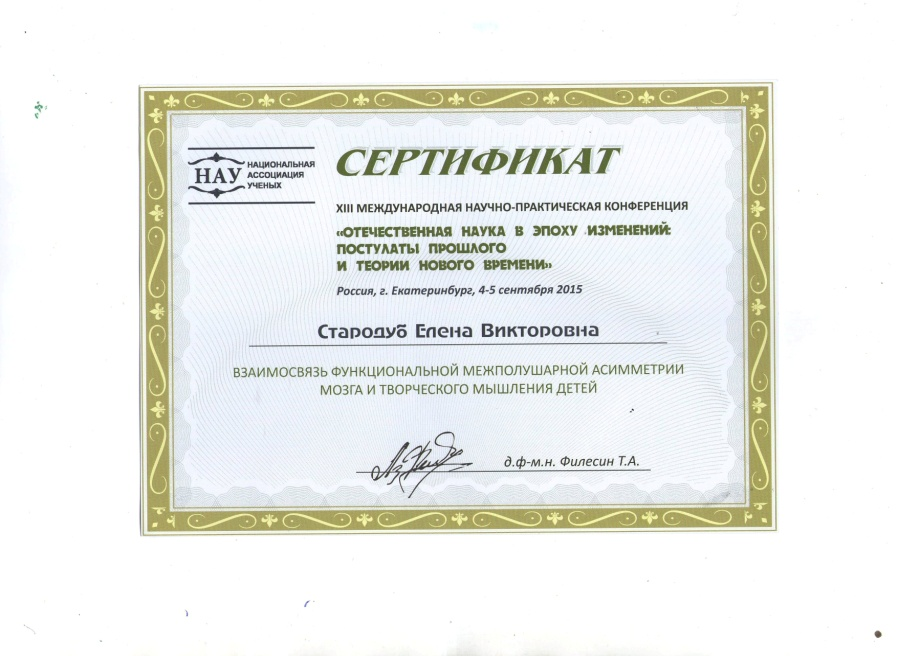 НАУ
НАЦИОНАЛЬНАЯ
АССОЦИАЦИЯ
УЧЕНЫХ
СЕРТИФИКАТ
XIII МЕЖДУНАРОДНАЯ НАУЧНО-ПРАКТИЧЕСКАЯ КОНФЕРЕНЦИЯ
«ОТЕЧЕСТВЕННАЯ НАУКА В ЭПОХУ ИЗМЕНЕНИЙ:
ПОСТУЛАТЫ ПРОШЛОГО
И ТЕОРИИ НОВОГО ВРЕМЕНИ»
Россия, г. Екатеринбург, 4-5 сентября 2015
Стародуб Елена Викторовна
ВЗАИМОСВЯЗЬ ФУНКЦИОНАЛЬНОЙ МЕЖПОЛУШАРНОЙ АСИММЕТРИИ
МОЗГА И ТВОРЧЕСКОГО МЫШЛЕНИЯ ДЕТЕЙ
д.ф-м.н. Филесин Т.А.